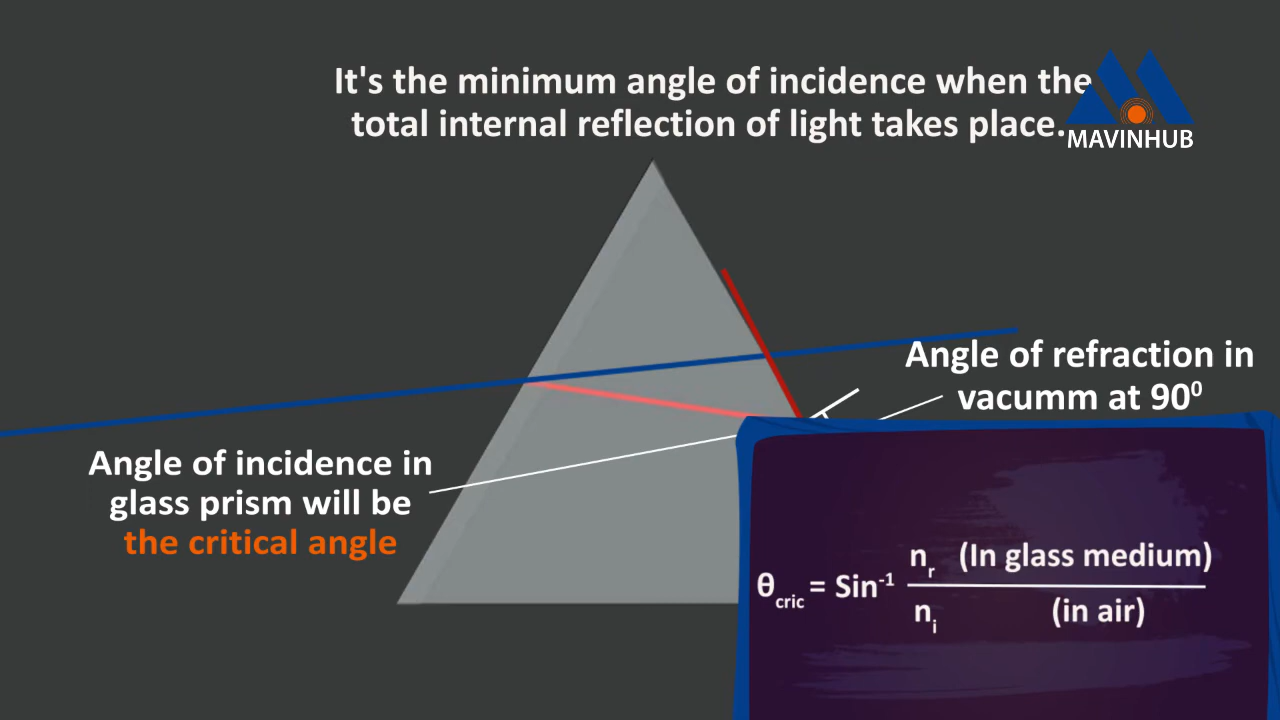 It's the minimum angle of incidence when the
total internal reflection of light takes place.
MAVINHUB
Angle of refraction in
vacumm at 90⁰
Angle of incidence in
glass prism will be
the critical angle
θcric = Sin⁻¹ nr (In glass medium)
ni (in air)